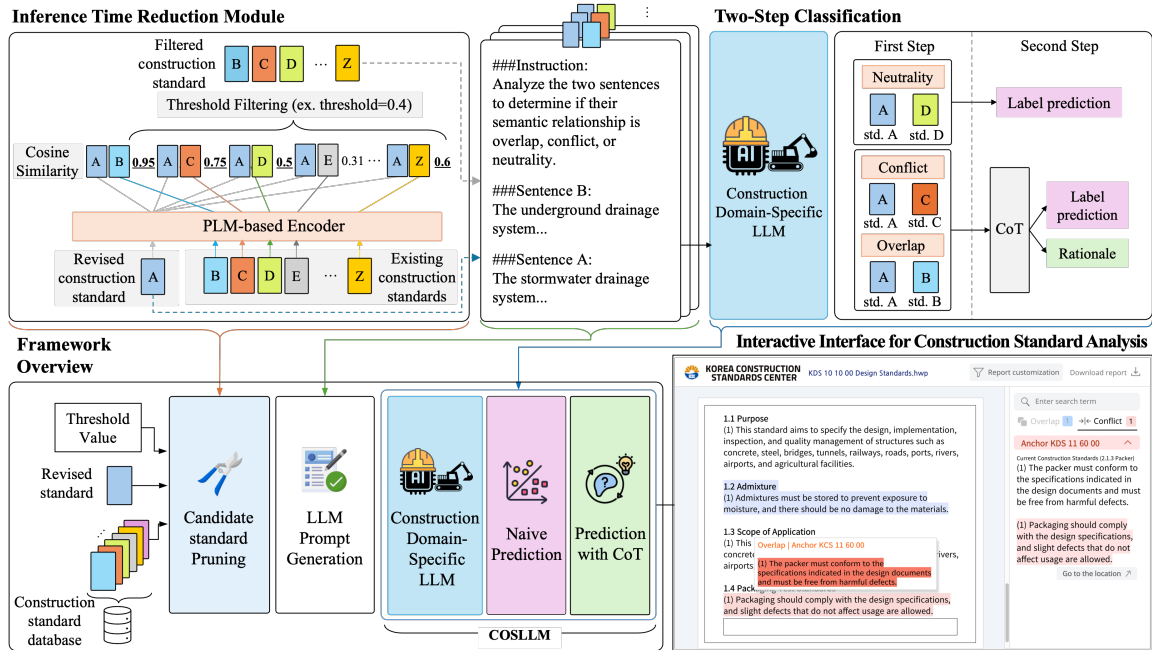 Inference Time Reduction Module
Filtered
construction
standard
B C D ... Z
Threshold Filtering (ex. threshold=0.4)
Cosine
Similarity
A B 0.95 A C 0.75 A D 0.5 A E 0.31 ... A Z 0.6
PLM-based Encoder
Revised
construction
standard
A
B C D E ... Z
Existing
construction
standards
⋮
###Instruction:
Analyze the two sentences
to determine if their
semantic relationship is
overlap, conflict, or
neutrality.
###Sentence B:
The underground drainage
system...
###Sentence A:
The stormwater drainage
system...
Two-Step Classification
AI
Construction
Domain-Specific
LLM
First Step
Second Step
Neutrality
A D
std. A std. D
Label prediction
Conflict
A C
std. A std. C
Overlap
A B
std. A std. B
CoT
Label
prediction
Rationale
Framework
Overview
Threshold
Value
Revised
standard
Construction
standard
database
Candidate
standard
Pruning
LLM
Prompt
Generation
AI
Construction
Domain-Specific
LLM
Naive
Prediction
?
Prediction
with CoT
COSLLM
Interactive Interface for Construction Standard Analysis
KOREA CONSTRUCTION
STANDARDS CENTER
KDS 10 10 00 Design Standards.hwp
Report customization
Download report
1.1 Purpose
(1) This standard aims to specify the design, implementation,
inspection, and quality management of structures such as
concrete, steel, bridges, tunnels, railways, roads, ports, rivers,
airports, and agricultural facilities.
1.2 Admixture
(1) Admixtures must be stored to prevent exposure to
moisture, and there should be no damage to the materials.
1.3 Scope of Application
(1) This
concrete
rivers,
airports
Overlap | Anchor KCS 11 60 00
(1) The packer must conform to the
specifications indicated in the design documents
and must be free from harmful defects.
1.4 Packaging
(1) Packaging should comply with the design specifications,
and slight defects that do not affect usage are allowed.
Enter search term
Overlap 1 Conflict 1
Anchor KDS 11 60 00
Current Construction Standards (2.1.3 Packer)
(1) The packer must conform to
the specifications indicated in
the design documents and must
be free from harmful defects.
(1) Packaging should comply
with the design specifications,
and slight defects that do not
affect usage are allowed.
Go to the location